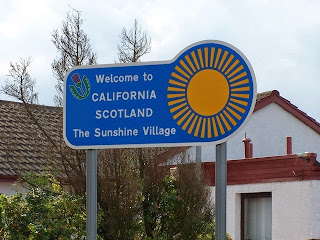 Welcome to
CALIFORNIA
SCOTLAND
The Sunshine Village